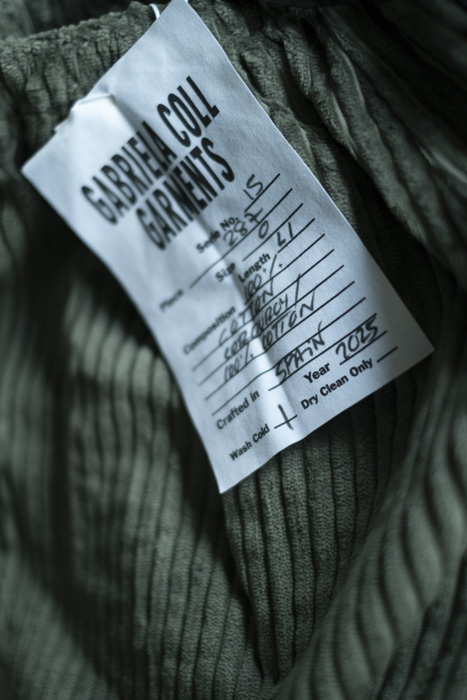 GABRIELA COLL
GARMENTS
Serie No. 15
Piece
Size 0 Length L1
Composition 100%
COTTON
CORDUROY /
100% COTTON
Crafted in SPAIN Year 2025
Wash Cold Dry Clean Only